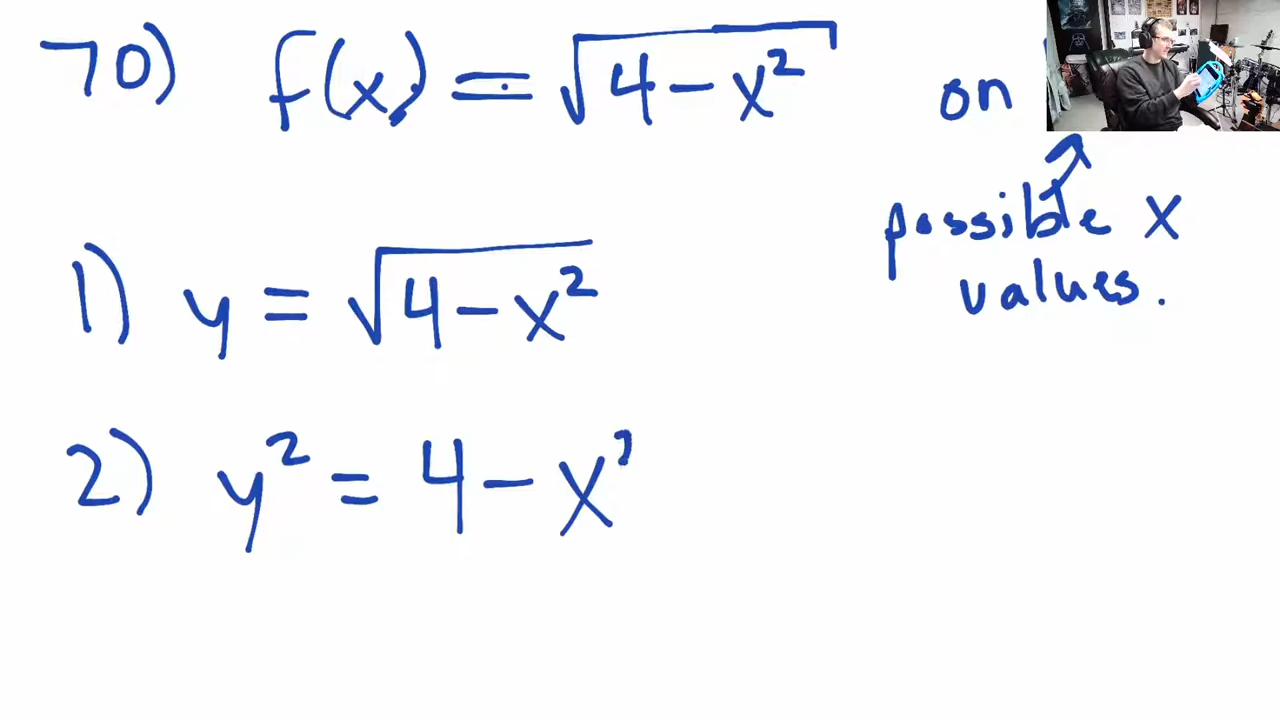 70) f(x) = √4 - x² on
possible x
values.
1) y = √4 - x²
2) y² = 4 - x²